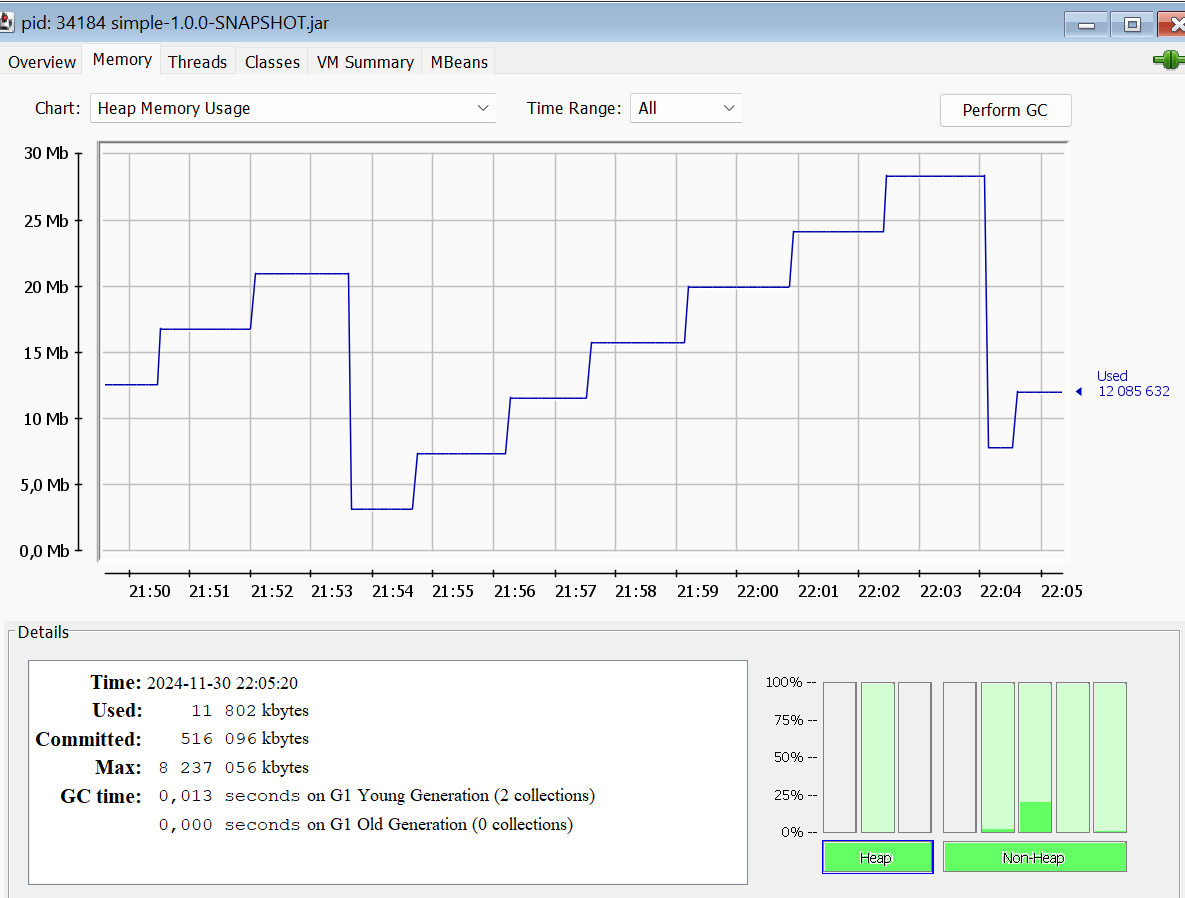 pid: 34184 simple-1.0.0-SNAPSHOT.jar
Overview Memory Threads Classes VM Summary MBeans
Chart: Heap Memory Usage Time Range: All Perform GC
30 Mb
25 Mb
20 Mb
15 Mb
10 Mb
5,0 Mb
0,0 Mb
Used
12 085 632
21:50 21:51 21:52 21:53 21:54 21:55 21:56 21:57 21:58 21:59 22:00 22:01 22:02 22:03 22:04 22:05
Details
Time: 2024-11-30 22:05:20
Used: 11 802 kbytes
Committed: 516 096 kbytes
Max: 8 237 056 kbytes
GC time: 0,013 seconds on G1 Young Generation (2 collections)
0,000 seconds on G1 Old Generation (0 collections)
100% --
75% --
50% --
25% --
0% --
Heap Non-Heap